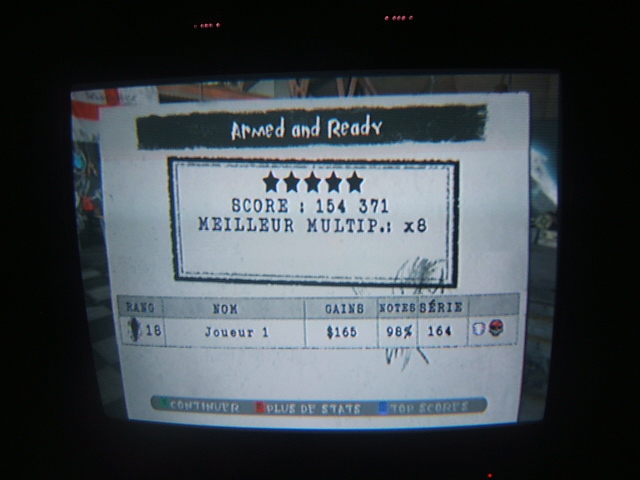 Armed and Ready
SCORE : 154 371
MEILLEUR MULTIP.: x8
RANG NOM GAINS NOTES SÉRIE
18 Joueur 1 $165 98% 164
CONTINUER PLUS DE STATS TOP SCORES